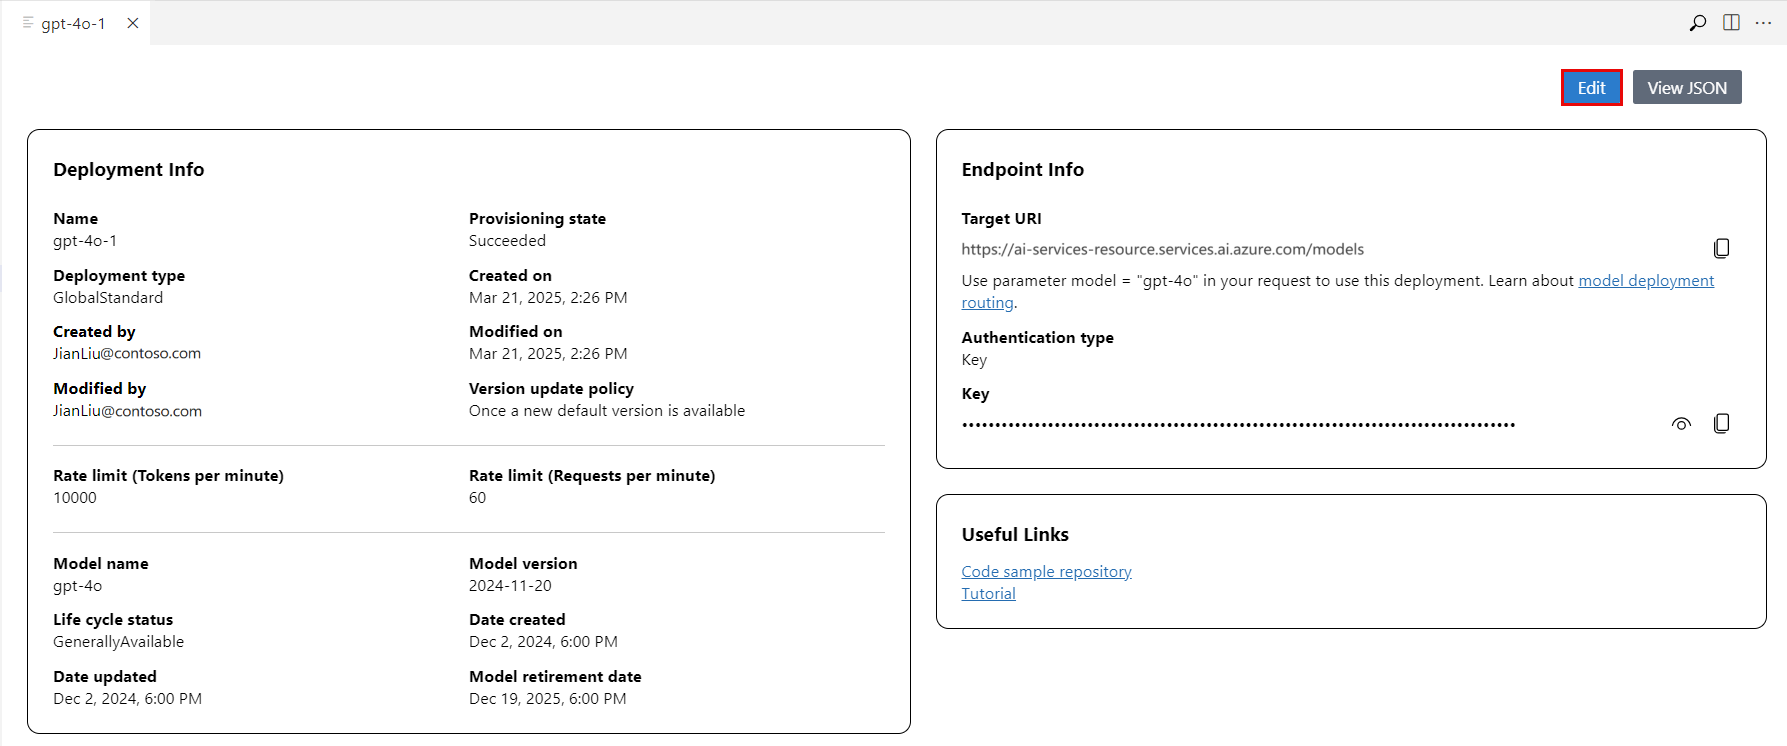 gpt-4o-1
Edit
View JSON
Deployment Info
Name
gpt-4o-1
Provisioning state
Succeeded
Deployment type
GlobalStandard
Created on
Mar 21, 2025, 2:26 PM
Created by
JianLiu@contoso.com
Modified on
Mar 21, 2025, 2:26 PM
Modified by
JianLiu@contoso.com
Version update policy
Once a new default version is available
Rate limit (Tokens per minute)
10000
Rate limit (Requests per minute)
60
Model name
gpt-4o
Model version
2024-11-20
Life cycle status
GenerallyAvailable
Date created
Dec 2, 2024, 6:00 PM
Date updated
Dec 2, 2024, 6:00 PM
Model retirement date
Dec 19, 2025, 6:00 PM
Endpoint Info
Target URI
https://ai-services-resource.services.ai.azure.com/models
Use parameter model = "gpt-4o" in your request to use this deployment. Learn about model deployment
routing.
Authentication type
Key
Key
Useful Links
Code sample repository
Tutorial